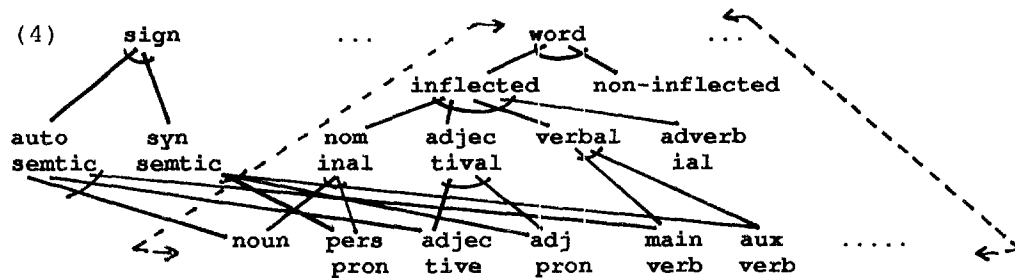 (4) sign ... word ...
inflected non-inflected
auto syn nom adjec verbal adverb
semtic semtic inal tival ial
noun pers adjec adj main aux .....
pron tive pron verb verb